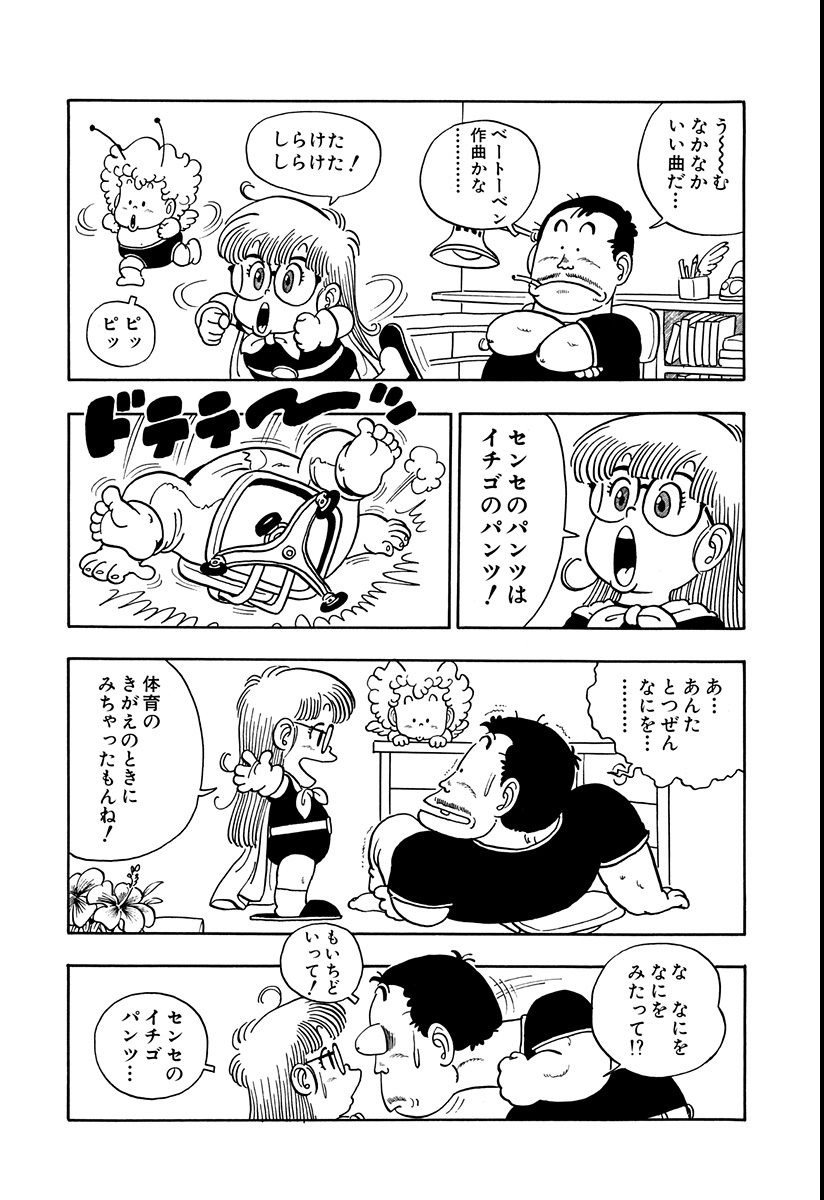 う～～～む
なかなか
いい曲だ…
ベートーベン
作曲かな
…………
しらけた
しらけた！
ピッ
ピッ
センセのパンツは
イチゴのパンツ！
ドテテーーッ
あ…
あんた
とつぜん
なにを…
…………
体育の
きがえのときに
みちゃったもんね！
な なにを
なにを
みたって!?
もいちど
いって！
センセの
イチゴ
パンツ…